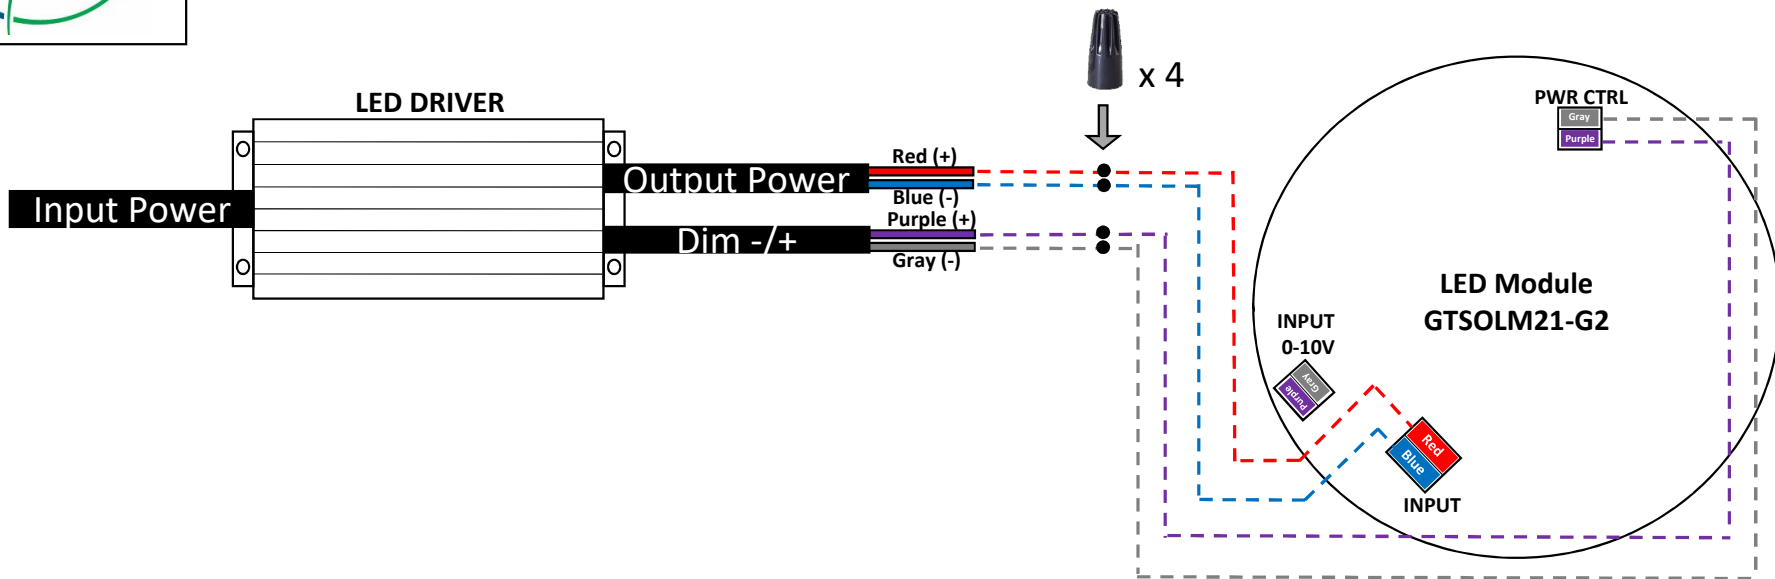 x 4
LED DRIVER
PWR CTRL
Gray
Purple
Red (+)
Output Power
Blue (-)
Input Power
Purple (+)
Dim -/+
Gray (-)
LED Module
GTSOLM21-G2
INPUT
0-10V
Gray
Purple
Red
Blue
INPUT